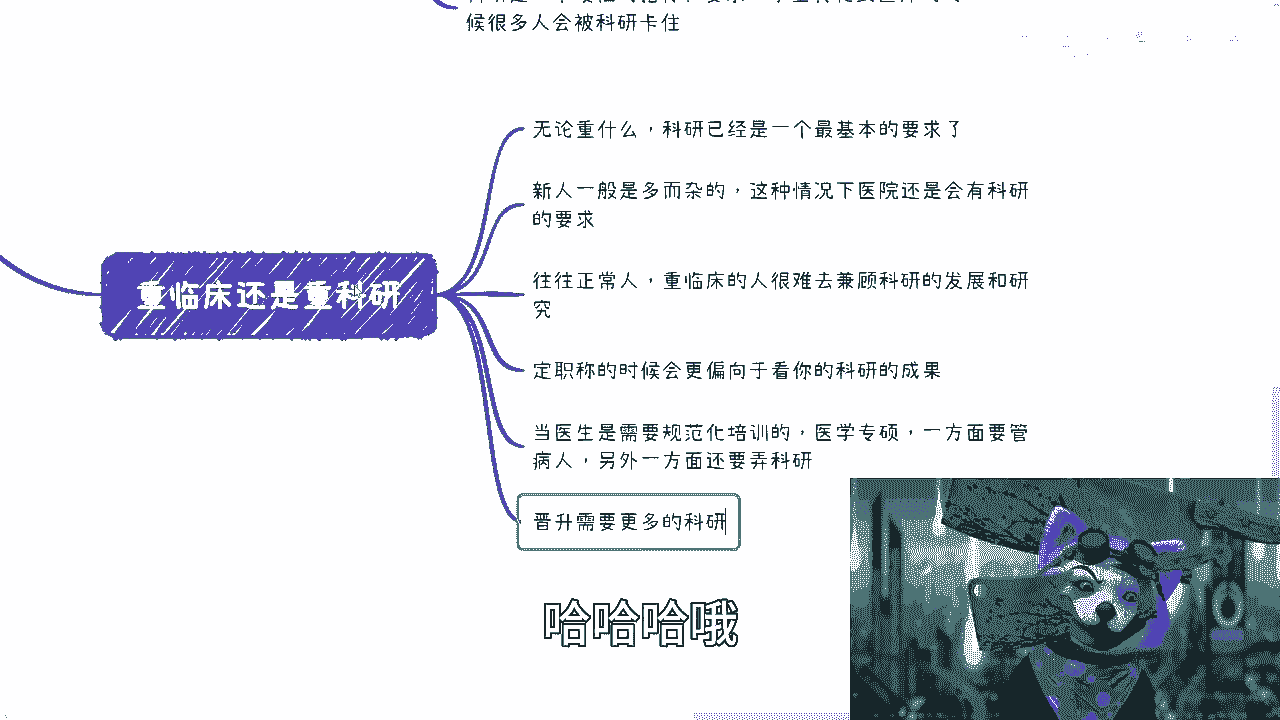 候很多人会被科研卡住
无论重什么，科研已经是一个最基本的要求了
新人一般是多而杂的，这种情况下医院还是会有科研
的要求
重临床还是重科研
往往正常人，重临床的人很难去兼顾科研的发展和研
究
定职称的时候会更偏向于看你的科研的成果
当医生是需要规范化培训的，医学专硕，一方面要管
病人，另外一方面还要弄科研
晋升需要更多的科研
哈哈哈哦